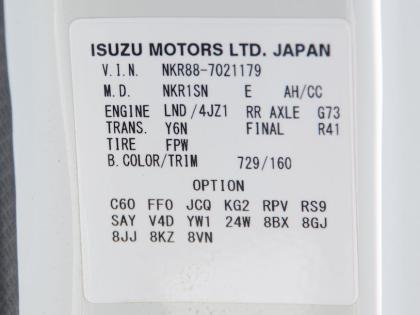 ISUZU MOTORS LTD. JAPAN
V.I.N. NKR88-7021179
M.D. NKR1SN E AH/CC
ENGINE LND/4JZ1 RR AXLE G73
TRANS. Y6N FINAL R41
TIRE FPW
B.COLOR/TRIM 729/160
OPTION
C60 FF0 JCQ KG2 RPV RS9
SAY V4D YW1 24W 8BX 8GJ
8JJ 8KZ 8VN